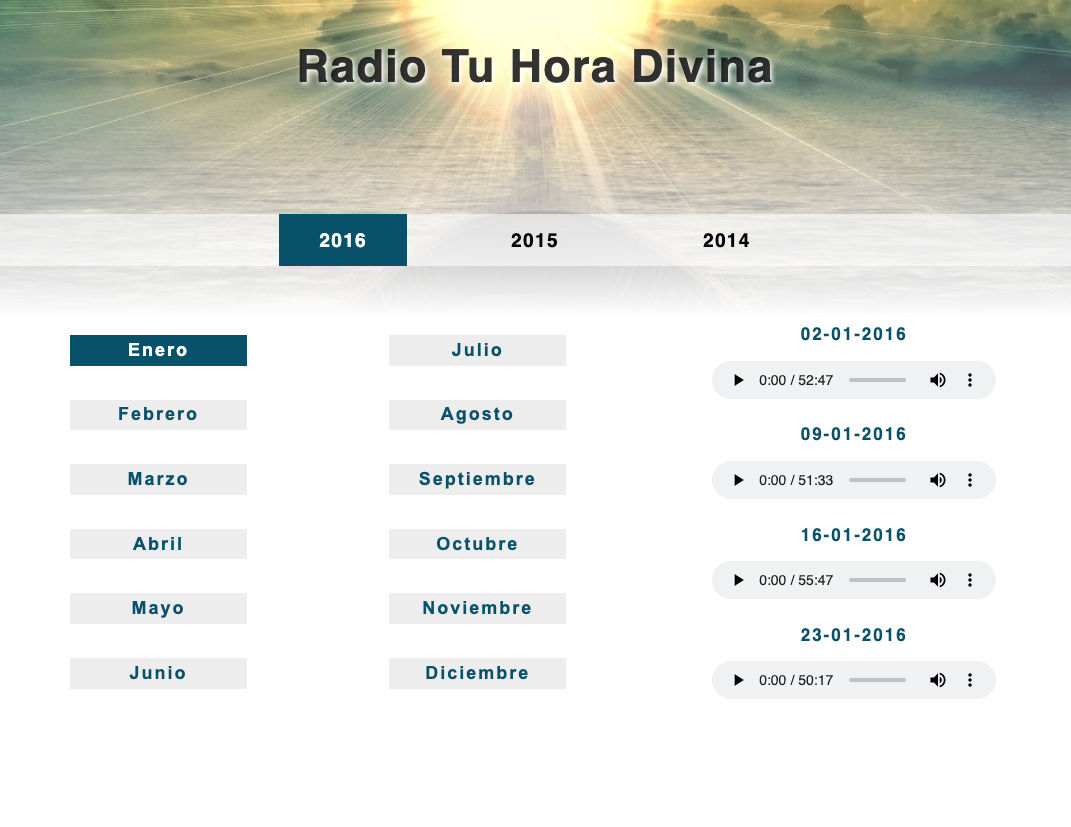 Radio Tu Hora Divina
2016
2015
2014
Enero
Febrero
Marzo
Abril
Mayo
Junio
Julio
Agosto
Septiembre
Octubre
Noviembre
Diciembre
02-01-2016
0:00 / 52:47
09-01-2016
0:00 / 51:33
16-01-2016
0:00 / 55:47
23-01-2016
0:00 / 50:17